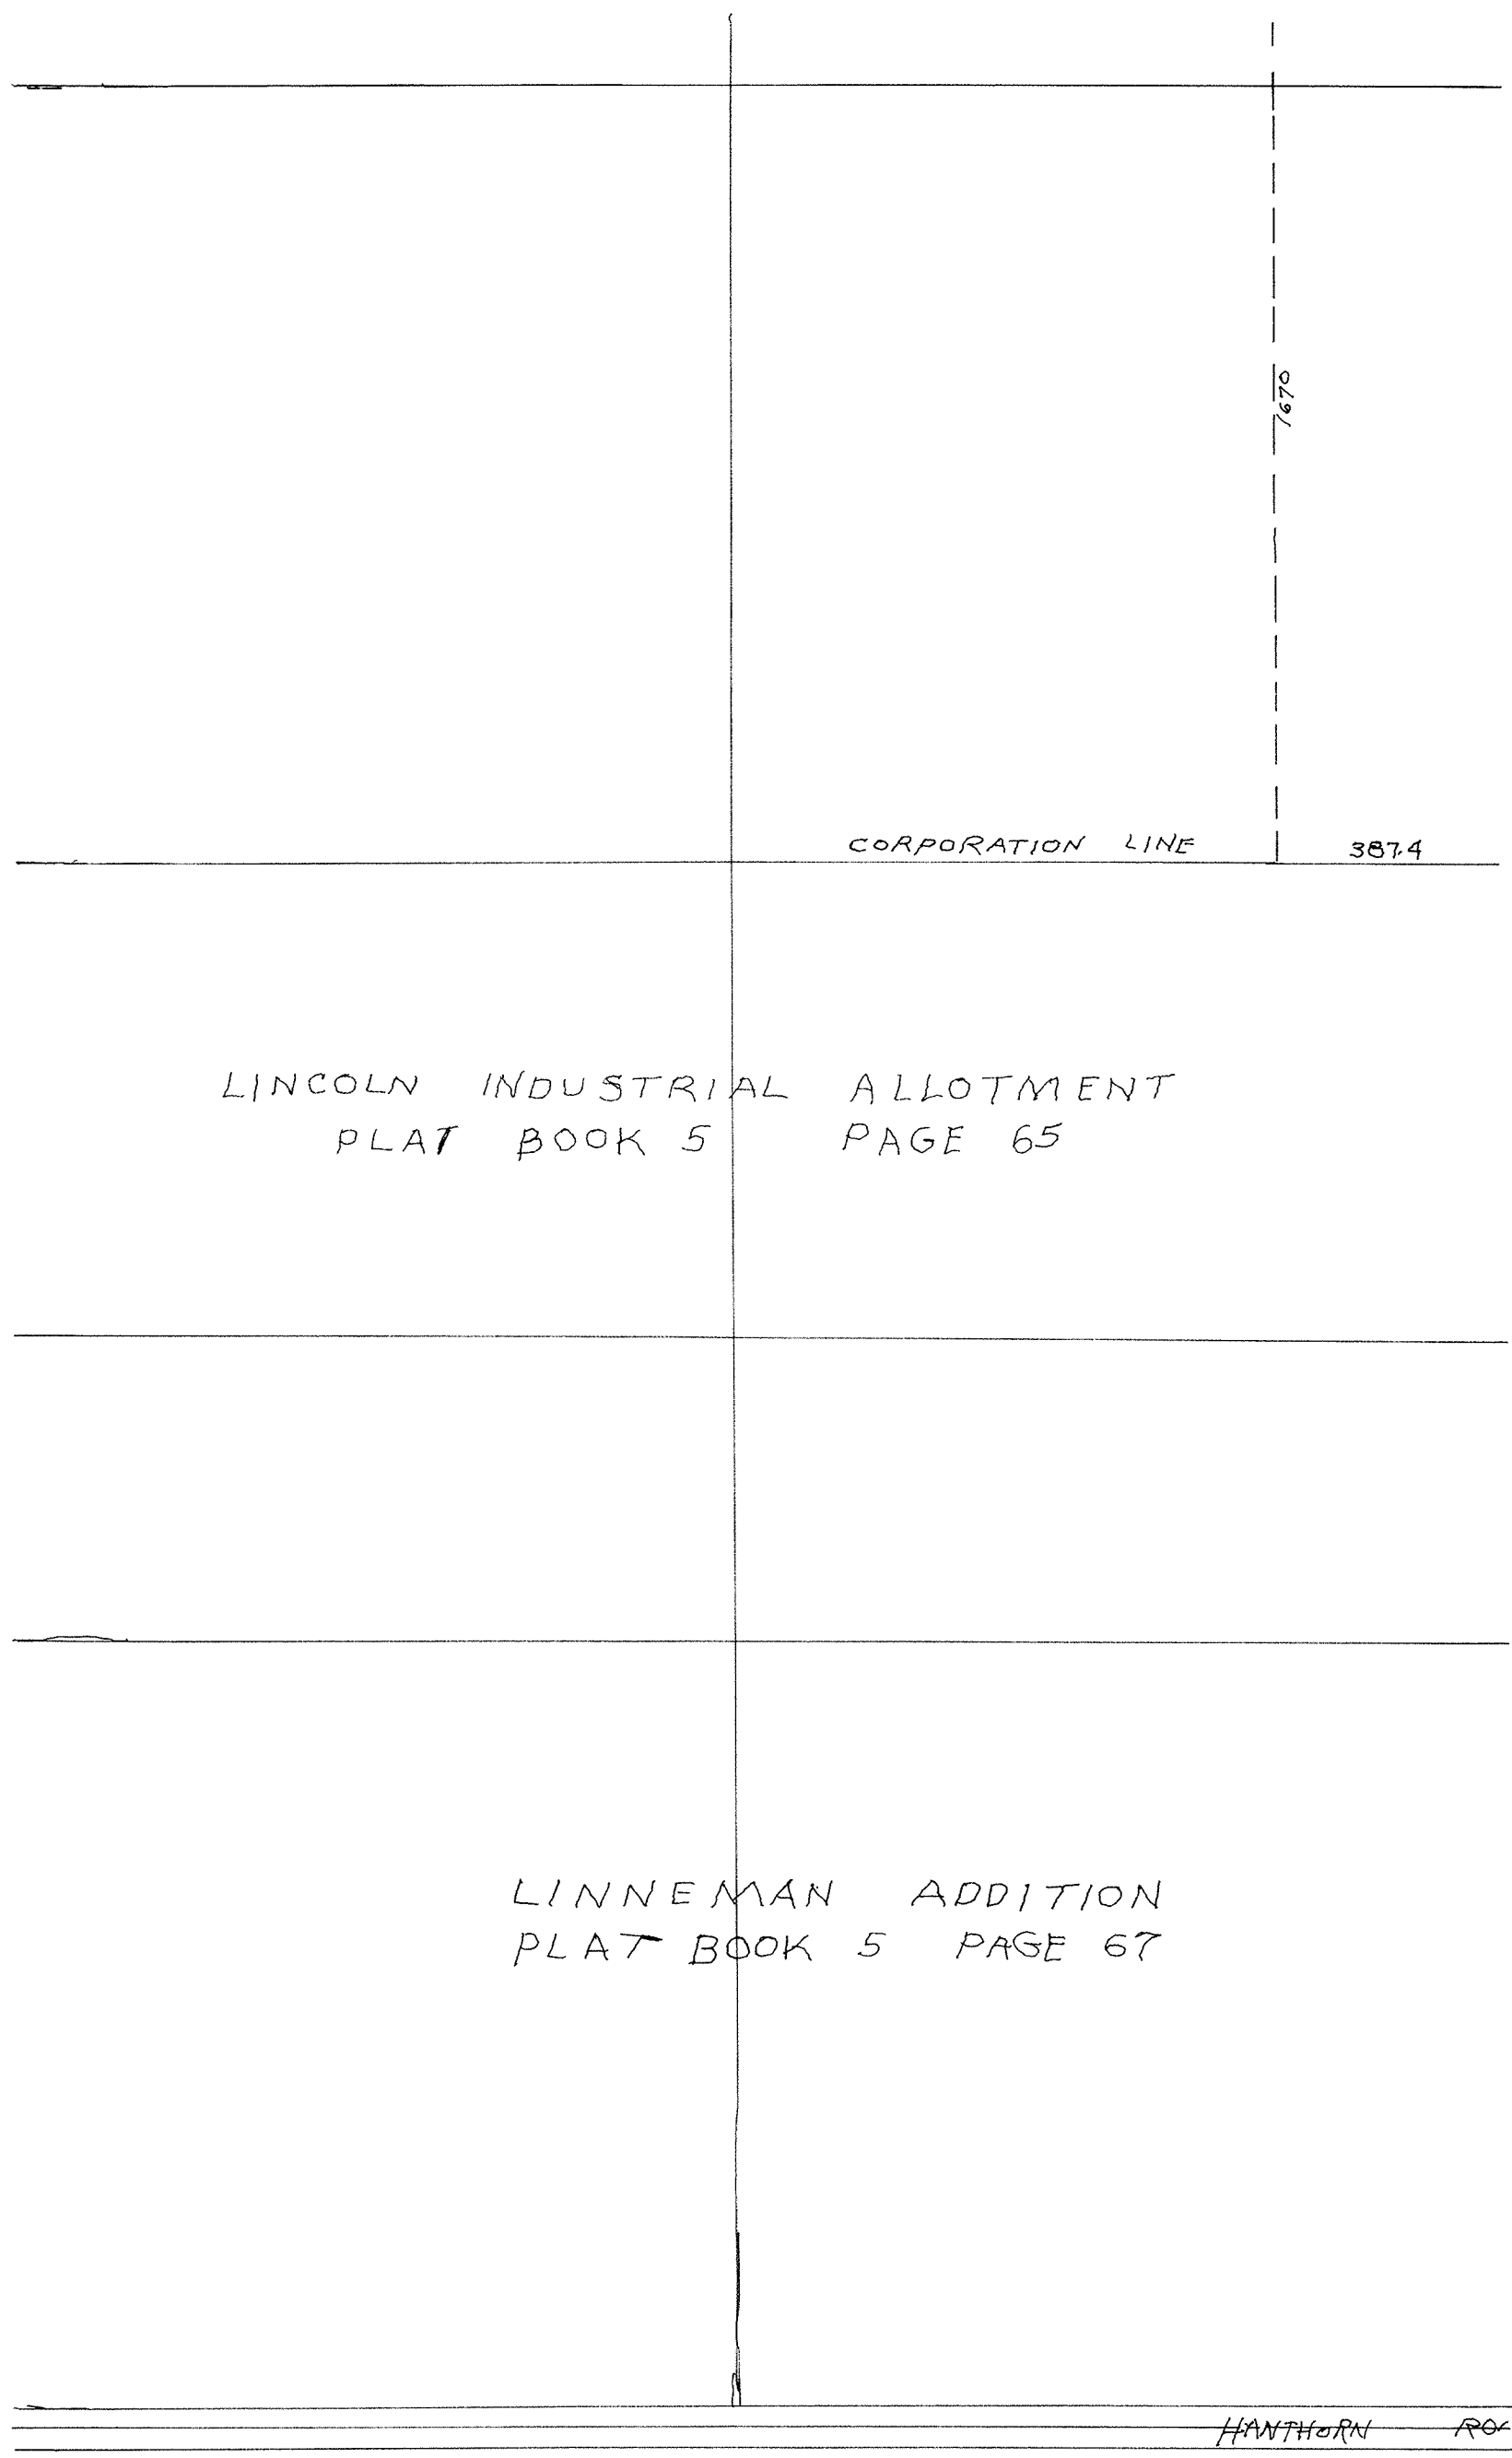 1670
CORPORATION LINE 387.4
LINCOLN INDUSTRIAL ALLOTMENT
PLAT BOOK 5 PAGE 65
LINNEMAN ADDITION
PLAT BOOK 5 PAGE 67
HANTHORN